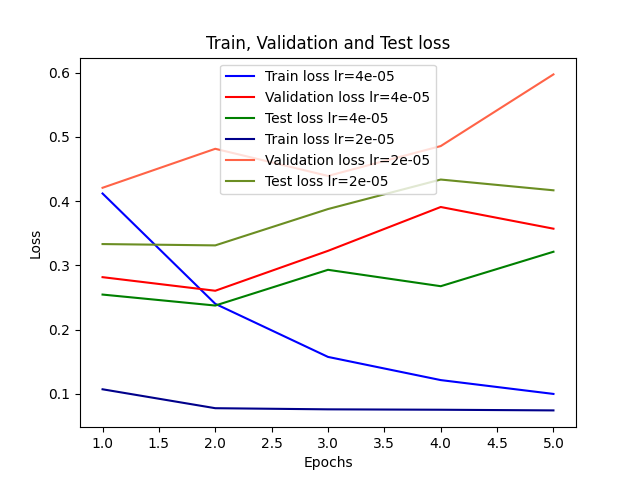 Train, Validation and Test loss
Train loss lr=4e-05
Validation loss lr=4e-05
Test loss lr=4e-05
Train loss lr=2e-05
Validation loss lr=2e-05
Test loss lr=2e-05
Loss
0.6
0.5
0.4
0.3
0.2
0.1
1.0 1.5 2.0 2.5 3.0 3.5 4.0 4.5 5.0
Epochs